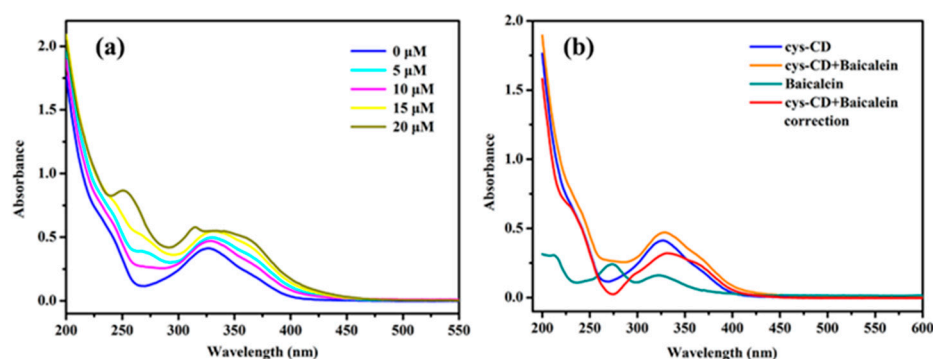 (a)
0 μM
5 μM
10 μM
15 μM
20 μM
Absorbance
2.0
1.5
1.0
0.5
0.0
200 250 300 350 400 450 500 550
Wavelength (nm)
(b)
cys-CD
cys-CD+Baicalein
Baicalein
cys-CD+Baicalein
correction
Absorbance
2.0
1.5
1.0
0.5
0.0
200 250 300 350 400 450 500 550 600
Wavelength (nm)